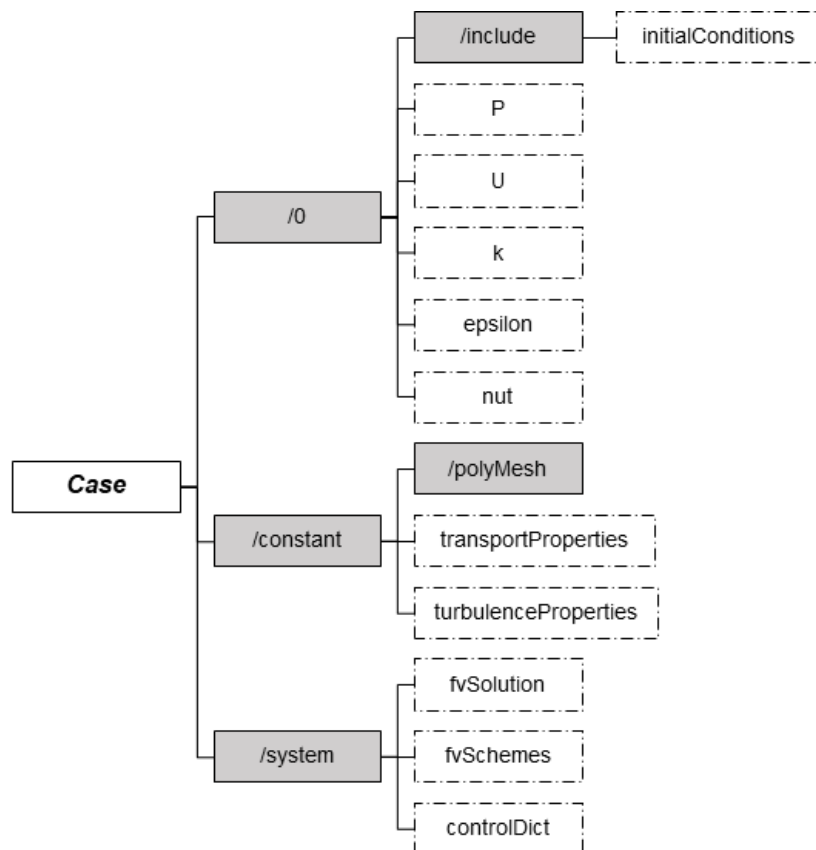 /include
initialConditions
P
U
/0
k
epsilon
nut
Case
/polyMesh
/constant
transportProperties
turbulenceProperties
fvSolution
/system
fvSchemes
controlDict